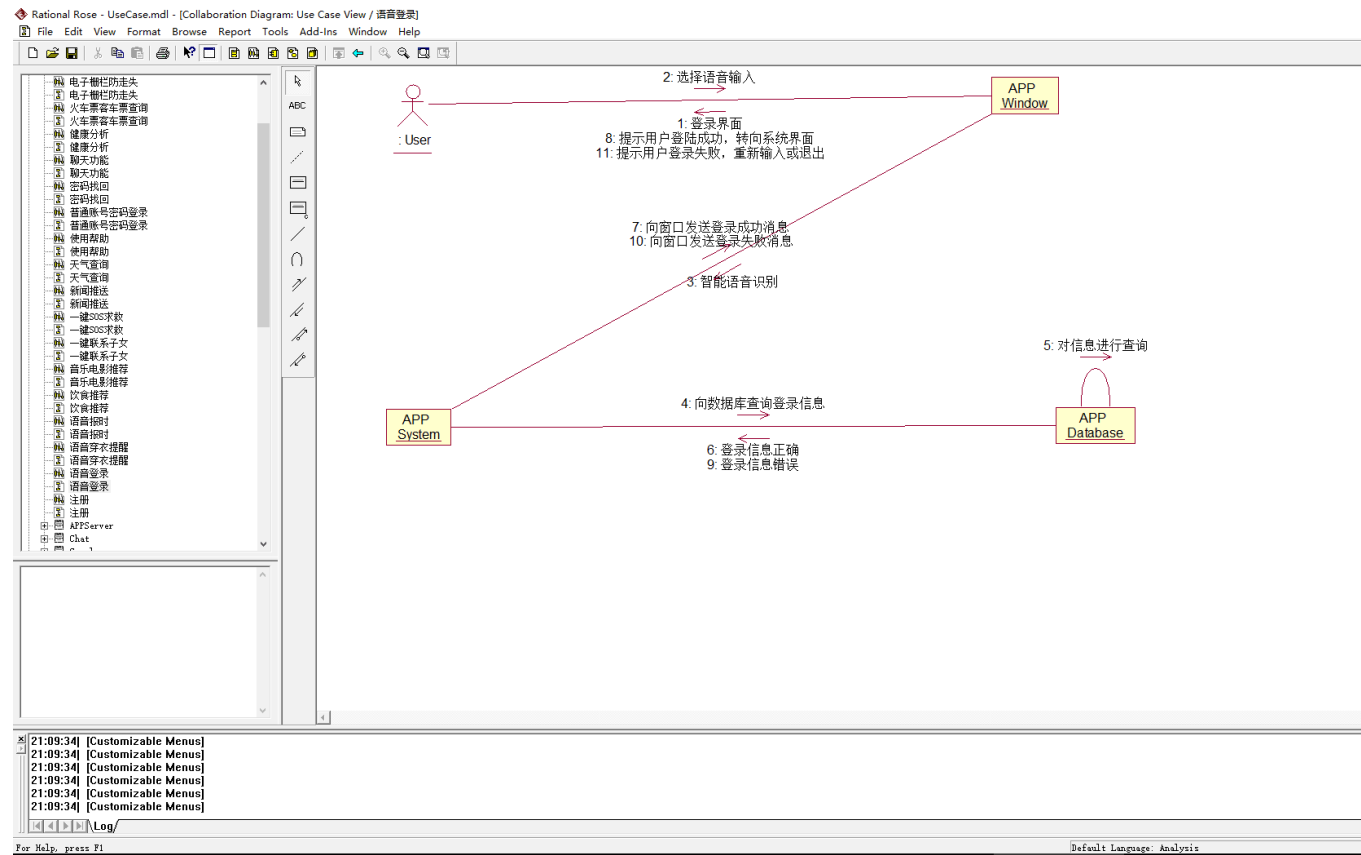 Rational Rose - UseCase.mdl - [Collaboration Diagram: Use Case View / 语音登录]
File Edit View Format Browse Report Tools Add-Ins Window Help
电子栅栏防走失
电子栅栏防走失
火车票客车票查询
火车票客车票查询
健康分析
健康分析
聊天功能
聊天功能
密码找回
密码找回
普通账号密码登录
普通账号密码登录
使用帮助
使用帮助
天气查询
天气查询
新闻推送
新闻推送
一键SOS求救
一键SOS求救
一键联系子女
一键联系子女
音乐电影推荐
音乐电影推荐
饮食推荐
饮食推荐
语音报时
语音报时
语音穿衣提醒
语音穿衣提醒
语音登录
语音登录
注册
注册
APPServer
Chat
ABC
: User
2: 选择语音输入
1: 登录界面
8: 提示用户登陆成功，转向系统界面
11: 提示用户登录失败，重新输入或退出
APP
Window
7: 向窗口发送登录成功消息
10: 向窗口发送登录失败消息
3: 智能语音识别
5: 对信息进行查询
APP
System
4: 向数据库查询登录信息
6: 登录信息正确
9: 登录信息错误
APP
Database
21:09:34| [Customizable Menus]
21:09:34| [Customizable Menus]
21:09:34| [Customizable Menus]
21:09:34| [Customizable Menus]
21:09:34| [Customizable Menus]
21:09:34| [Customizable Menus]
Log
For Help, press F1
Default Language: Analysis